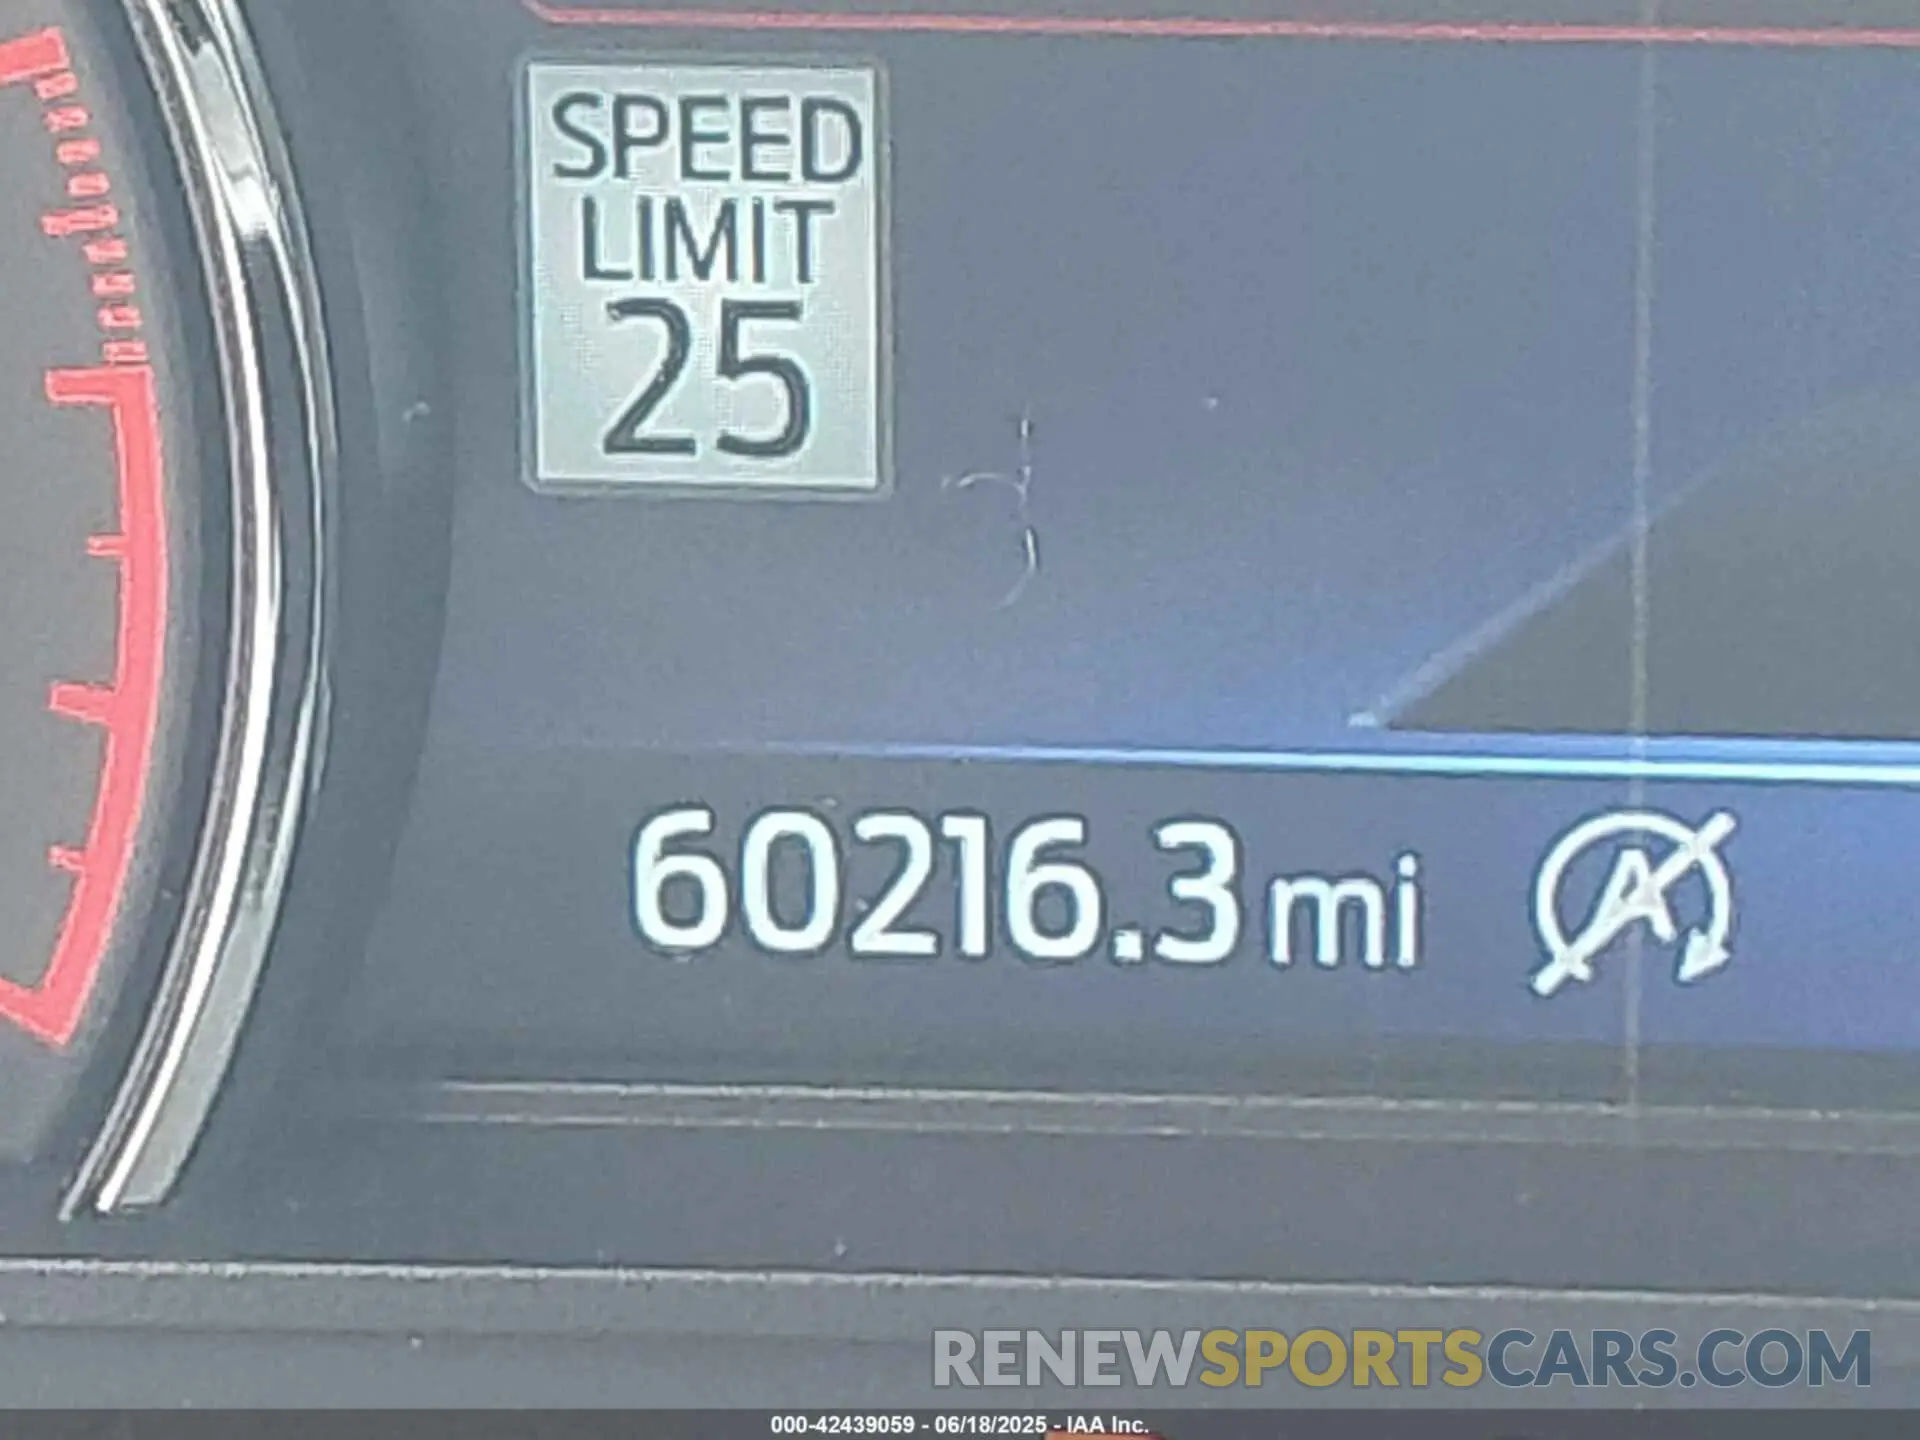 SPEED
LIMIT
25
60216.3 mi
A
RENEWSPORTSCARS.COM
000-42439059 - 06/18/2025 - IAA Inc.